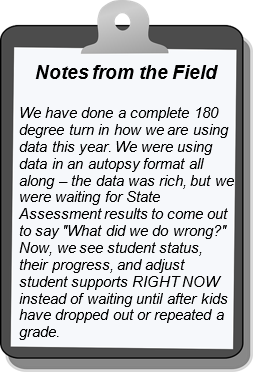 Notes from the Field
We have done a complete 180
degree turn in how we are using
data this year. We were using
data in an autopsy format all
along – the data was rich, but we
were waiting for State
Assessment results to come out
to say "What did we do wrong?"
Now, we see student status,
their progress, and adjust
student supports RIGHT NOW
instead of waiting until after kids
have dropped out or repeated a
grade.